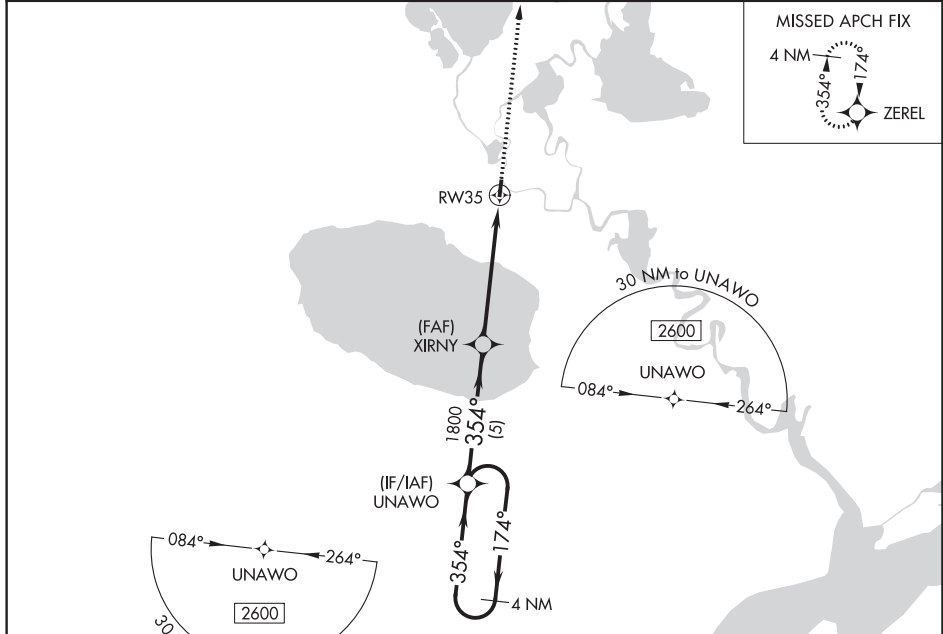 MISSED APCH FIX
4 NM
354°
174°
ZEREL
RW35
30 NM to UNAWO
2600
UNAWO
084°
264°
(FAF)
XIRNY
1800
354°
(5)
(IF/IAF)
UNAWO
354°
174°
4 NM
084°
264°
UNAWO
2600
30